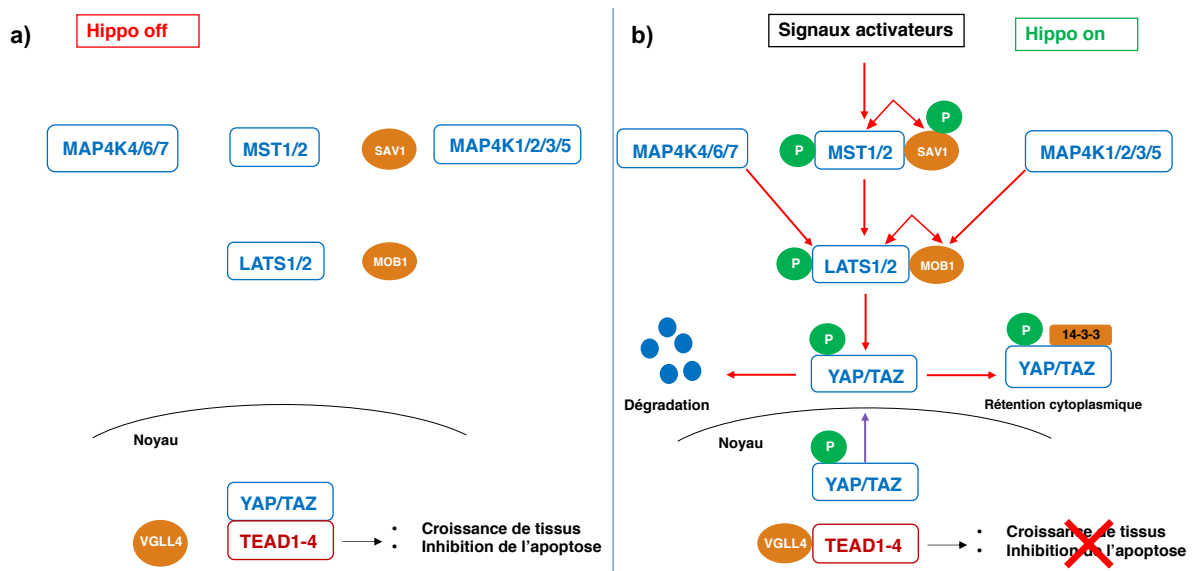 a)
Hippo off
MAP4K4/6/7
MST1/2
SAV1
MAP4K1/2/3/5
LATS1/2
MOB1
Noyau
YAP/TAZ
VGLL4
TEAD1-4
• Croissance de tissus
• Inhibition de l'apoptose
b)
Signaux activateurs
Hippo on
P
MAP4K4/6/7
P
MST1/2
SAV1
MAP4K1/2/3/5
P
LATS1/2
MOB1
P
YAP/TAZ
P
14-3-3
YAP/TAZ
Dégradation
Rétention cytoplasmique
Noyau
P
YAP/TAZ
VGLL4
TEAD1-4
• Croissance de tissus
• Inhibition de l'apoptose